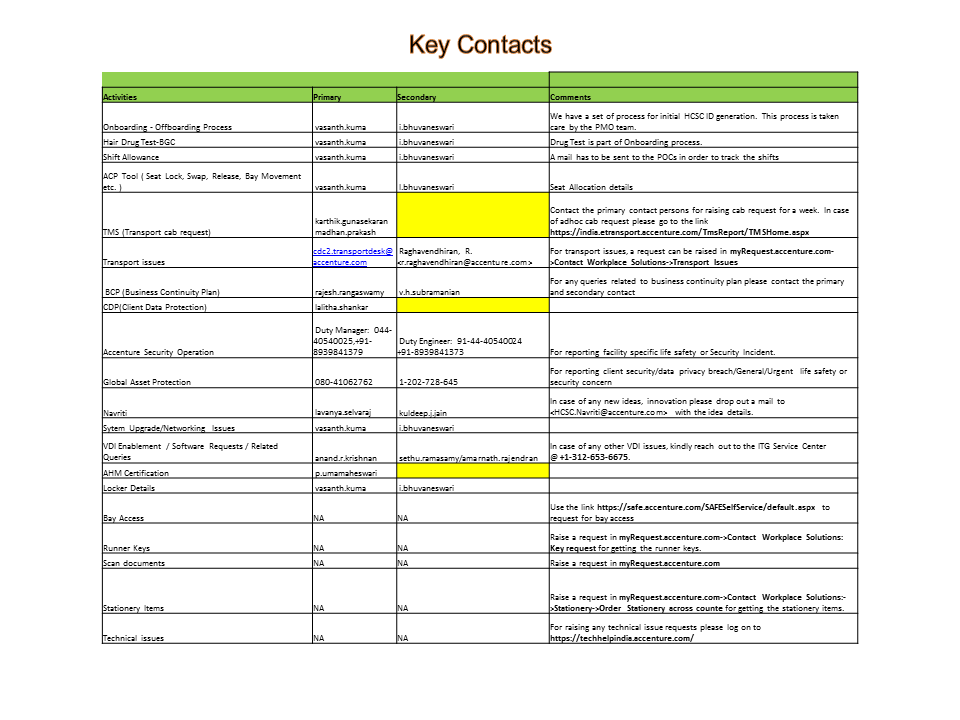 Key Contacts
Activities Primary Secondary Comments
We have a set of process for initial HCSC ID generation. This process is taken
Onboarding - Offboarding Process vasanth.kuma i.bhuvaneswari care by the PMO team.
Hair Drug Test-BGC vasanth.kuma i.bhuvaneswari Drug Test is part of Onboarding process.
Shift Allowance vasanth.kuma i.bhuvaneswari A mail has to be sent to the POCs in order to track the shifts
ACP Tool ( Seat Lock, Swap, Release, Bay Movement
etc. ) vasanth.kuma I.bhuvaneswari Seat Allocation details
Contact the primary contact persons for raising cab request for a week. In case
karthik.gunasekaran of adhoc cab request please go to the link
TMS (Transport cab request) madhan.prakash https://india.etransport.accenture.com/TmsReport/TMSHome.aspx
cdc2.transportdesk@ Raghavendhiran, R. For transport issues, a request can be raised in myRequest.accenture.com-
Transport issues accenture.com <r.raghavendhiran@accenture.com> >Contact Workplace Solutions->Transport Issues
For any queries related to business continuity plan please contact the primary
BCP (Business Continuity Plan) rajesh.rangaswamy v.h.subramanian and secondary contact
CDP(Client Data Protection) lalitha.shankar
Duty Manager: 044-
40540025,+91- Duty Engineer: 91-44-40540024
Accenture Security Operation 8939841379 +91-8939841373 For reporting facility specific life safety or Security Incident.
For reporting client security/data privacy breach/General/Urgent life safety or
Global Asset Protection 080-41062762 1-202-728-645 security concern
In case of any new ideas, innovation please drop out a mail to
Navriti lavanya.selvaraj kuldeep.j.jain <HCSC.Navriti@accenture.com> with the idea details.
Sytem Upgrade/Networking Issues vasanth.kuma i.bhuvaneswari
VDI Enablement / Software Requests / Related In case of any other VDI issues, kindly reach out to the ITG Service Center
Queries anand.r.krishnan sethu.ramasamy/amarnath.rajendran @ +1-312-653-6675.
AHM Certification p.umamaheswari
Locker Details vasanth.kuma i.bhuvaneswari
Use the link https://safe.accenture.com/SAFESelfService/default.aspx to
Bay Access NA NA request for bay access
Raise a request in myRequest.accenture.com->Contact Workplace Solutions:
Runner Keys NA NA Key request for getting the runner keys.
Scan documents NA NA Raise a request in myRequest.accenture.com
Raise a request in myRequest.accenture.com->Contact Workplace Solutions:-
Stationery Items NA NA >Stationery->Order Stationery across counte for getting the stationery items.
For raising any technical issue requests please log on to
Technical issues NA NA https://techhelpindia.accenture.com/